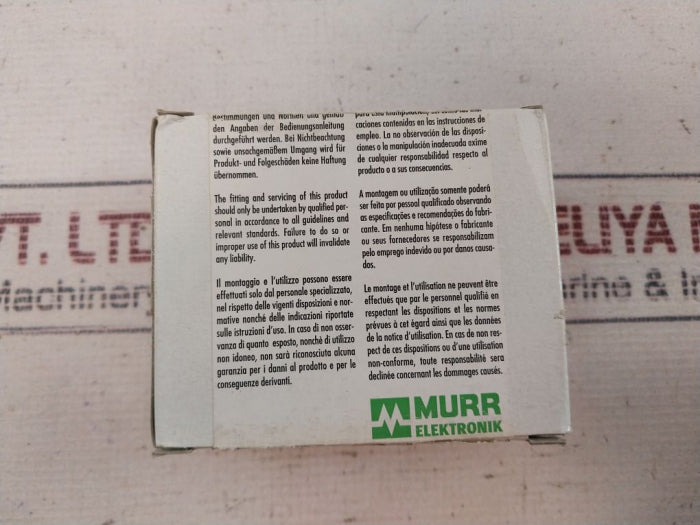 Bestimmungen und Normen und gemäß
den Angaben der Bedienungsanleitung
durchgeführt werden. Bei Nichtbeachtung
sowie unsachgemäßem Umgang wird für
Produkt- und Folgeschäden keine Haftung
übernommen.
The fitting and servicing of this product
should only be undertaken by qualified per-
sonal in accordance to all guidelines and
relevant standards. Failure to do so or
improper use of this product will invalidate
any liability.
Il montaggio e l'utilizzo possono essere
effettuati solo dal personale specializzato,
nel rispetto delle vigenti disposizioni e nor-
mative nonchè delle indicazioni riportate
sulle istruzioni d'uso. In caso di non osser-
vanza di quanto esposto, nonchè di utilizzo
non idoneo, non sarà riconosciuta alcuna
garanzia per i danni al prodotto e per le
conseguenze derivanti.
caciones contenidas en las instrucciones de
empleo. La no observación de las disposi-
ciones o la manipulación inadecuada exime
de cualquier responsabilidad respecto al
producto o a sus consecuencias.
A montagem ou utilização somente poderá
ser feita por pessoal qualificado observando
as especificações e recomendações do fabri-
cante. Em nenhuma hipótese o fabricante
ou seus fornecedores se responsabilizam
pelo emprego indevido ou por danos causa-
dos.
Le montage et l'utilisation ne peuvent être
effectués que par le personnel qualifié en
respectant les dispositions et les normes
prévues à cet égard ainsi que les données
de la notice d'utilisation. En cas de non res-
pect de ces dispositions ou d'une utilisation
non-conforme, toute responsabilité sera
declinée concernant les dommages causés.
MURR
ELEKTRONIK
VT. LTD
Machinery
ELIYA M
rine & In